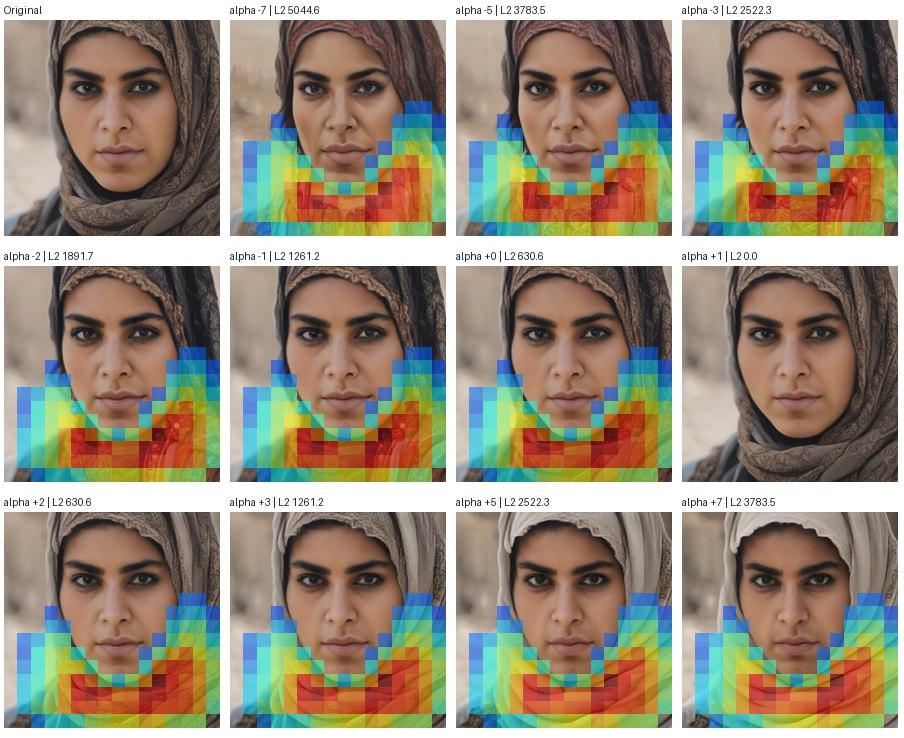 Original
alpha -7 | L2 5044.6
alpha -5 | L2 3783.5
alpha -3 | L2 2522.3
alpha -2 | L2 1891.7
alpha -1 | L2 1261.2
alpha +0 | L2 630.6
alpha +1 | L2 0.0
alpha +2 | L2 630.6
alpha +3 | L2 1261.2
alpha +5 | L2 2522.3
alpha +7 | L2 3783.5